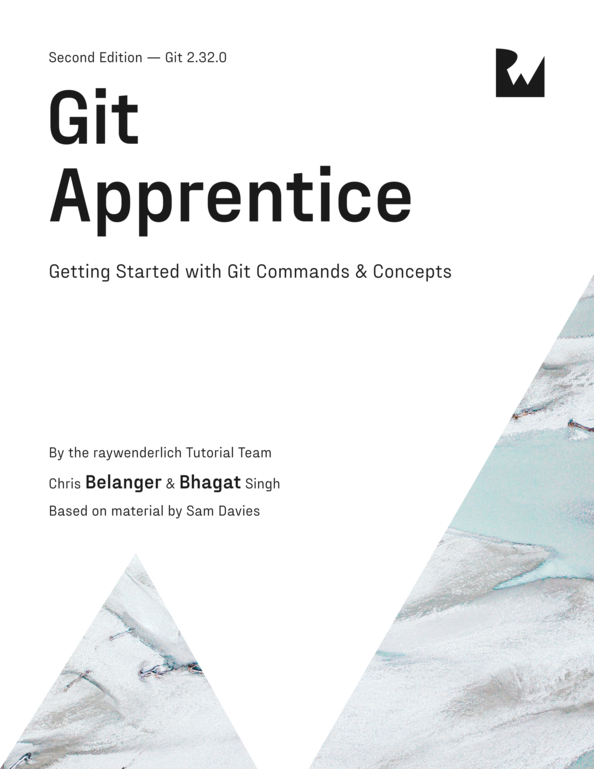 Second Edition — Git 2.32.0
Git
Apprentice
Getting Started with Git Commands & Concepts
By the raywenderlich Tutorial Team
Chris Belanger & Bhagat Singh
Based on material by Sam Davies